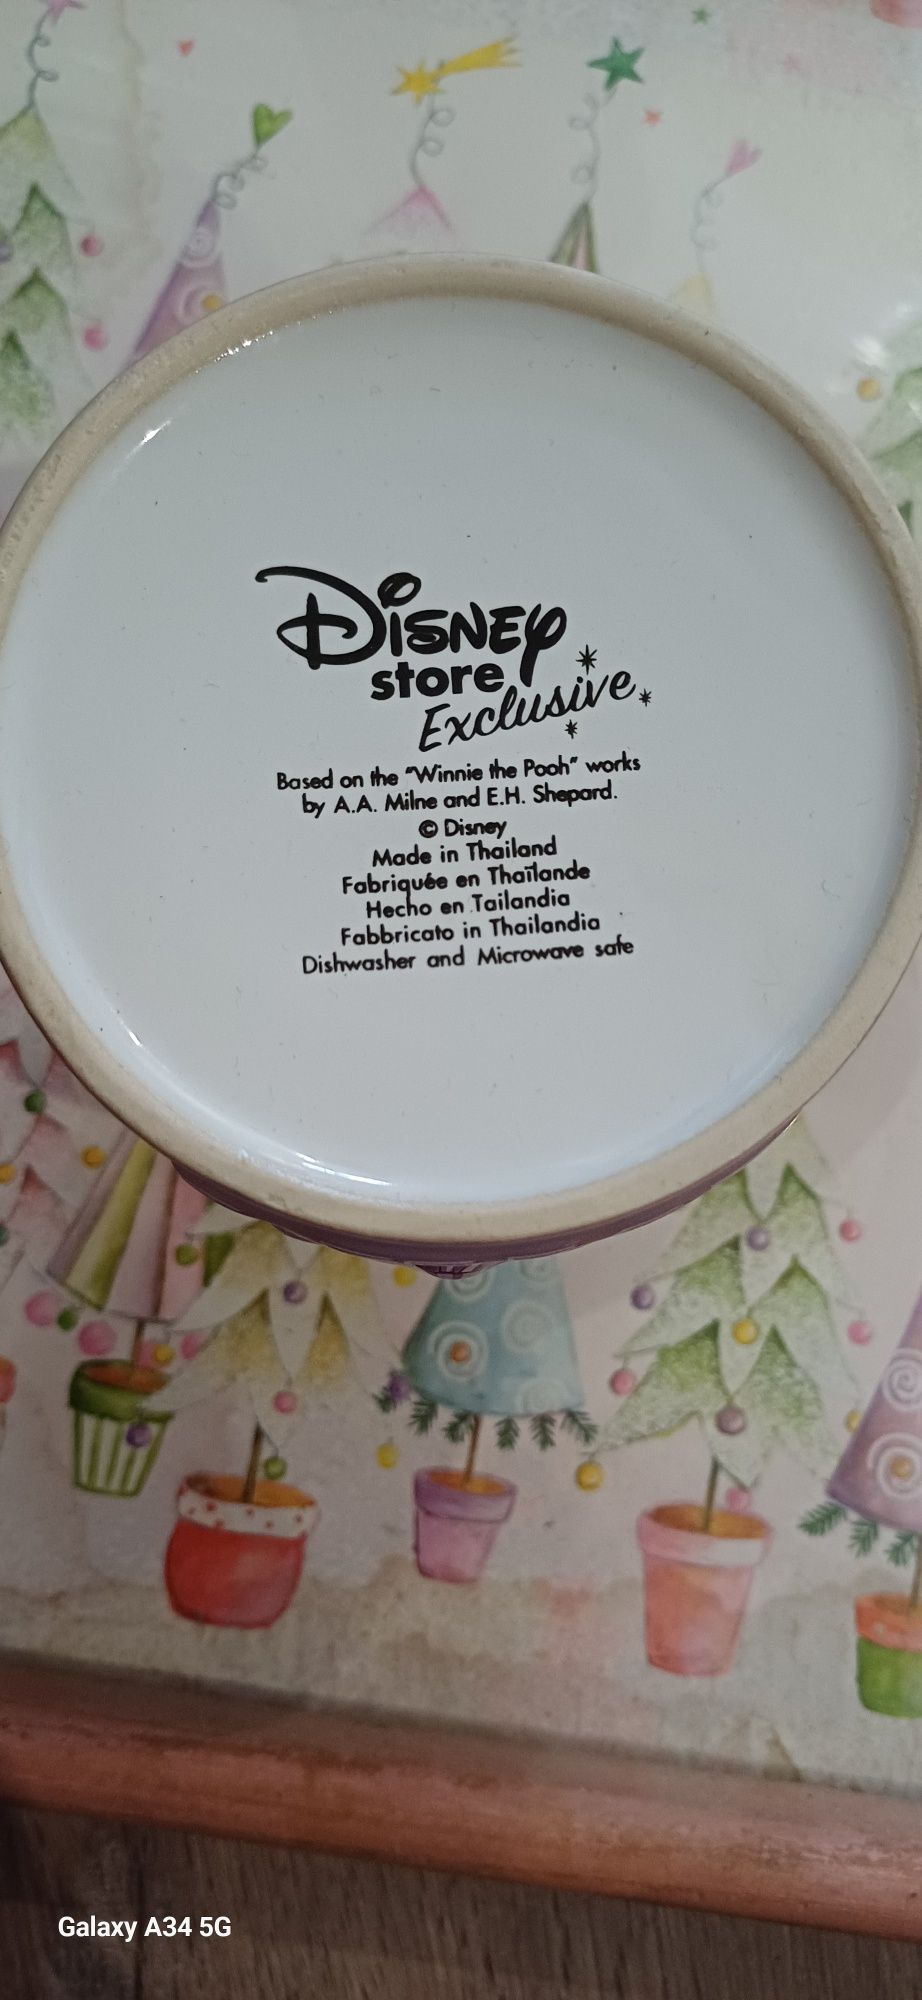 Disney
store
Exclusive
Based on the "Winnie the Pooh" works
by A.A. Milne and E.H. Shepard.
© Disney
Made in Thailand
Fabriquée en Thaïlande
Hecho en Tailandia
Fabbricato in Thailandia
Dishwasher and Microwave safe
Galaxy A34 5G